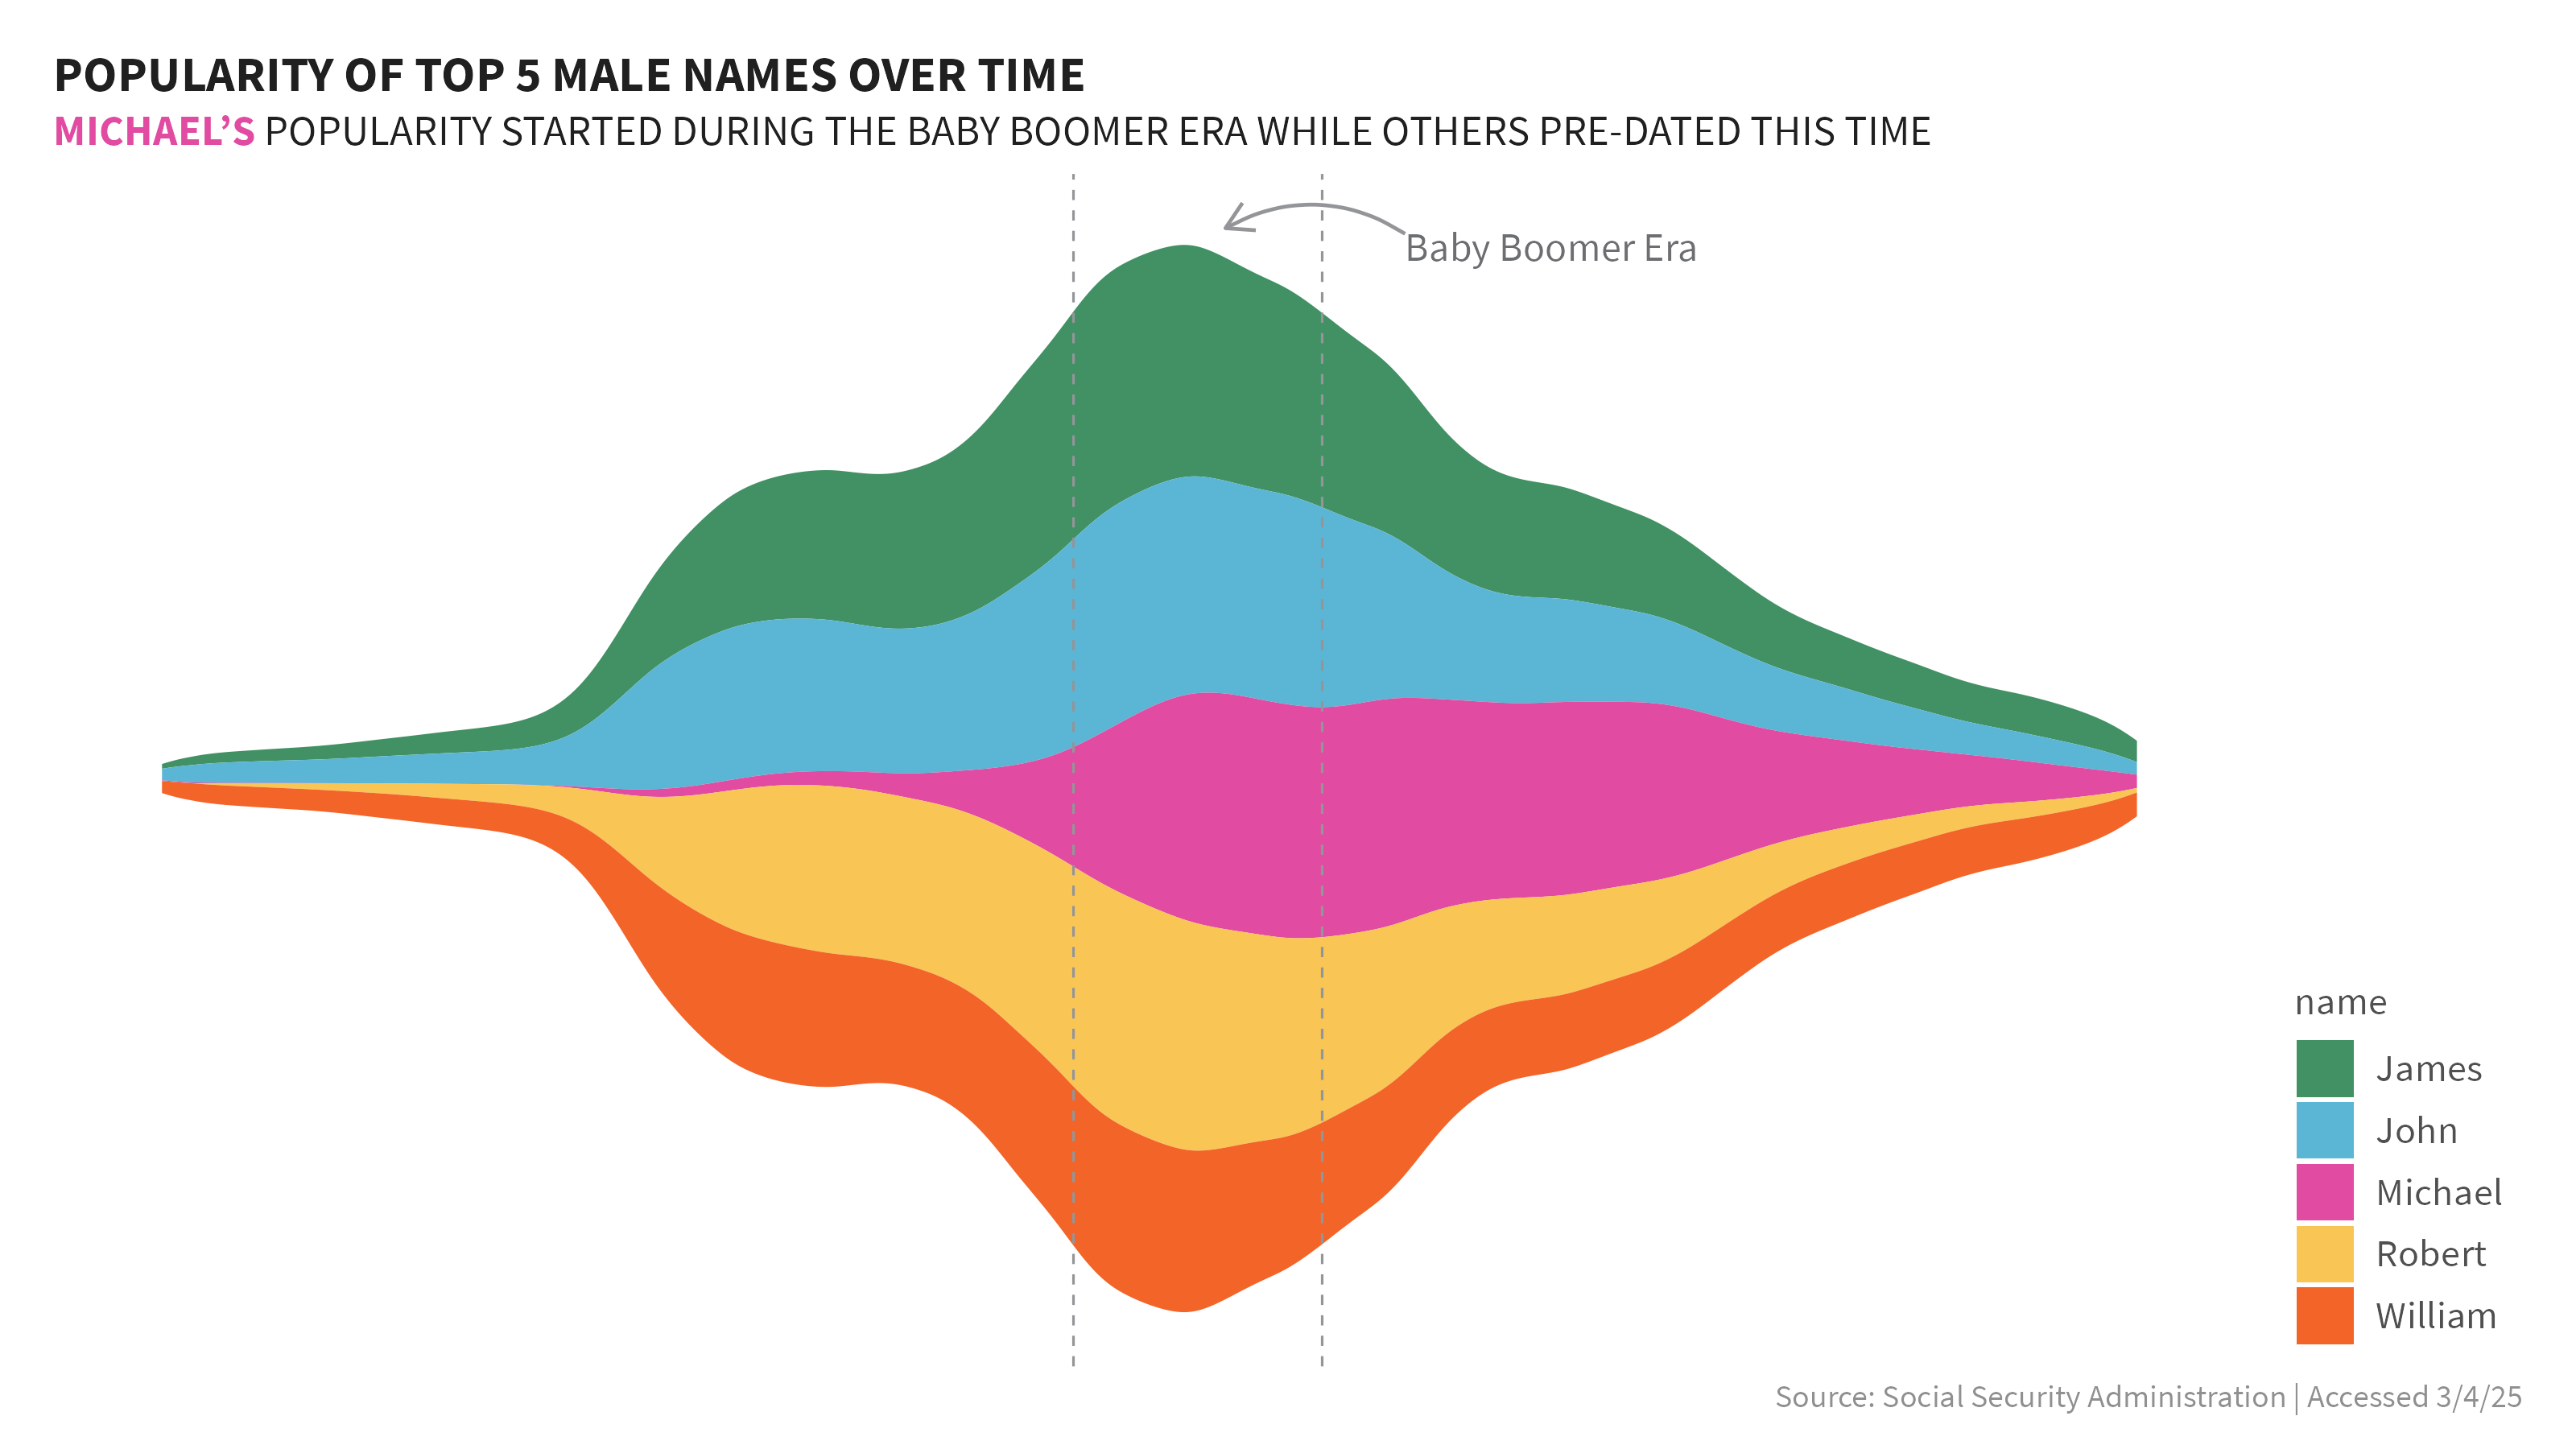 POPULARITY OF TOP 5 MALE NAMES OVER TIME
MICHAEL’S POPULARITY STARTED DURING THE BABY BOOMER ERA WHILE OTHERS PRE-DATED THIS TIME
Baby Boomer Era
name
James
John
Michael
Robert
William
Source: Social Security Administration | Accessed 3/4/25